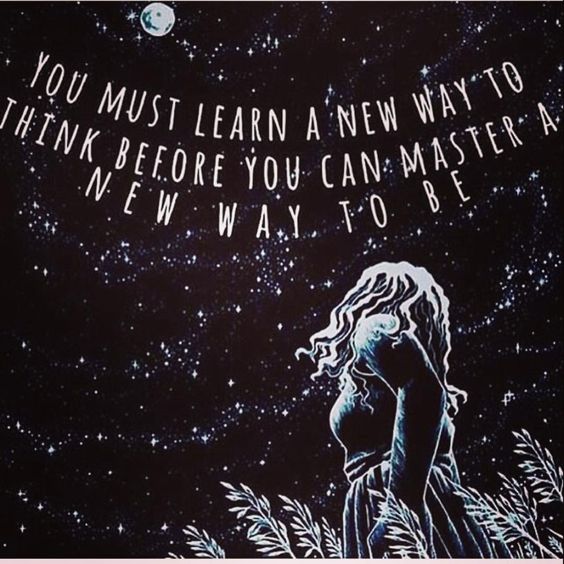 YOU MUST LEARN A NEW WAY TO
THINK BEFORE YOU CAN MASTER A
NEW WAY TO BE